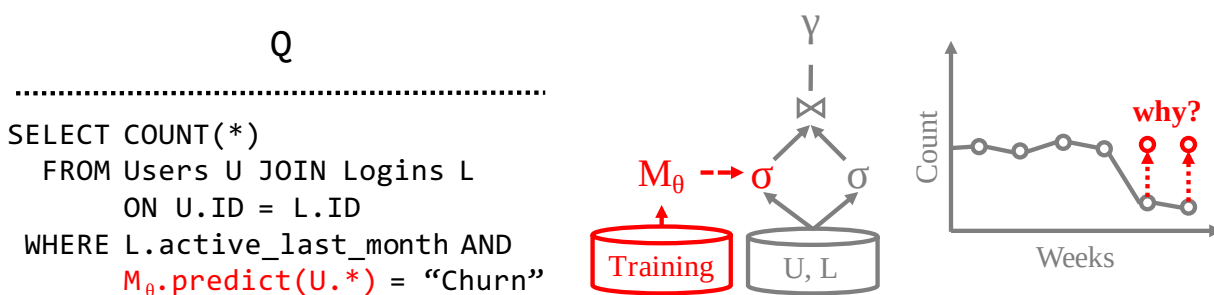 Q
SELECT COUNT(*)
FROM Users U JOIN Logins L
ON U.ID = L.ID
WHERE L.active_last_month AND
Mθ.predict(U.*) = “Churn”
γ
⋈
Mθ
σ
σ
Training
U, L
why?
Count
Weeks